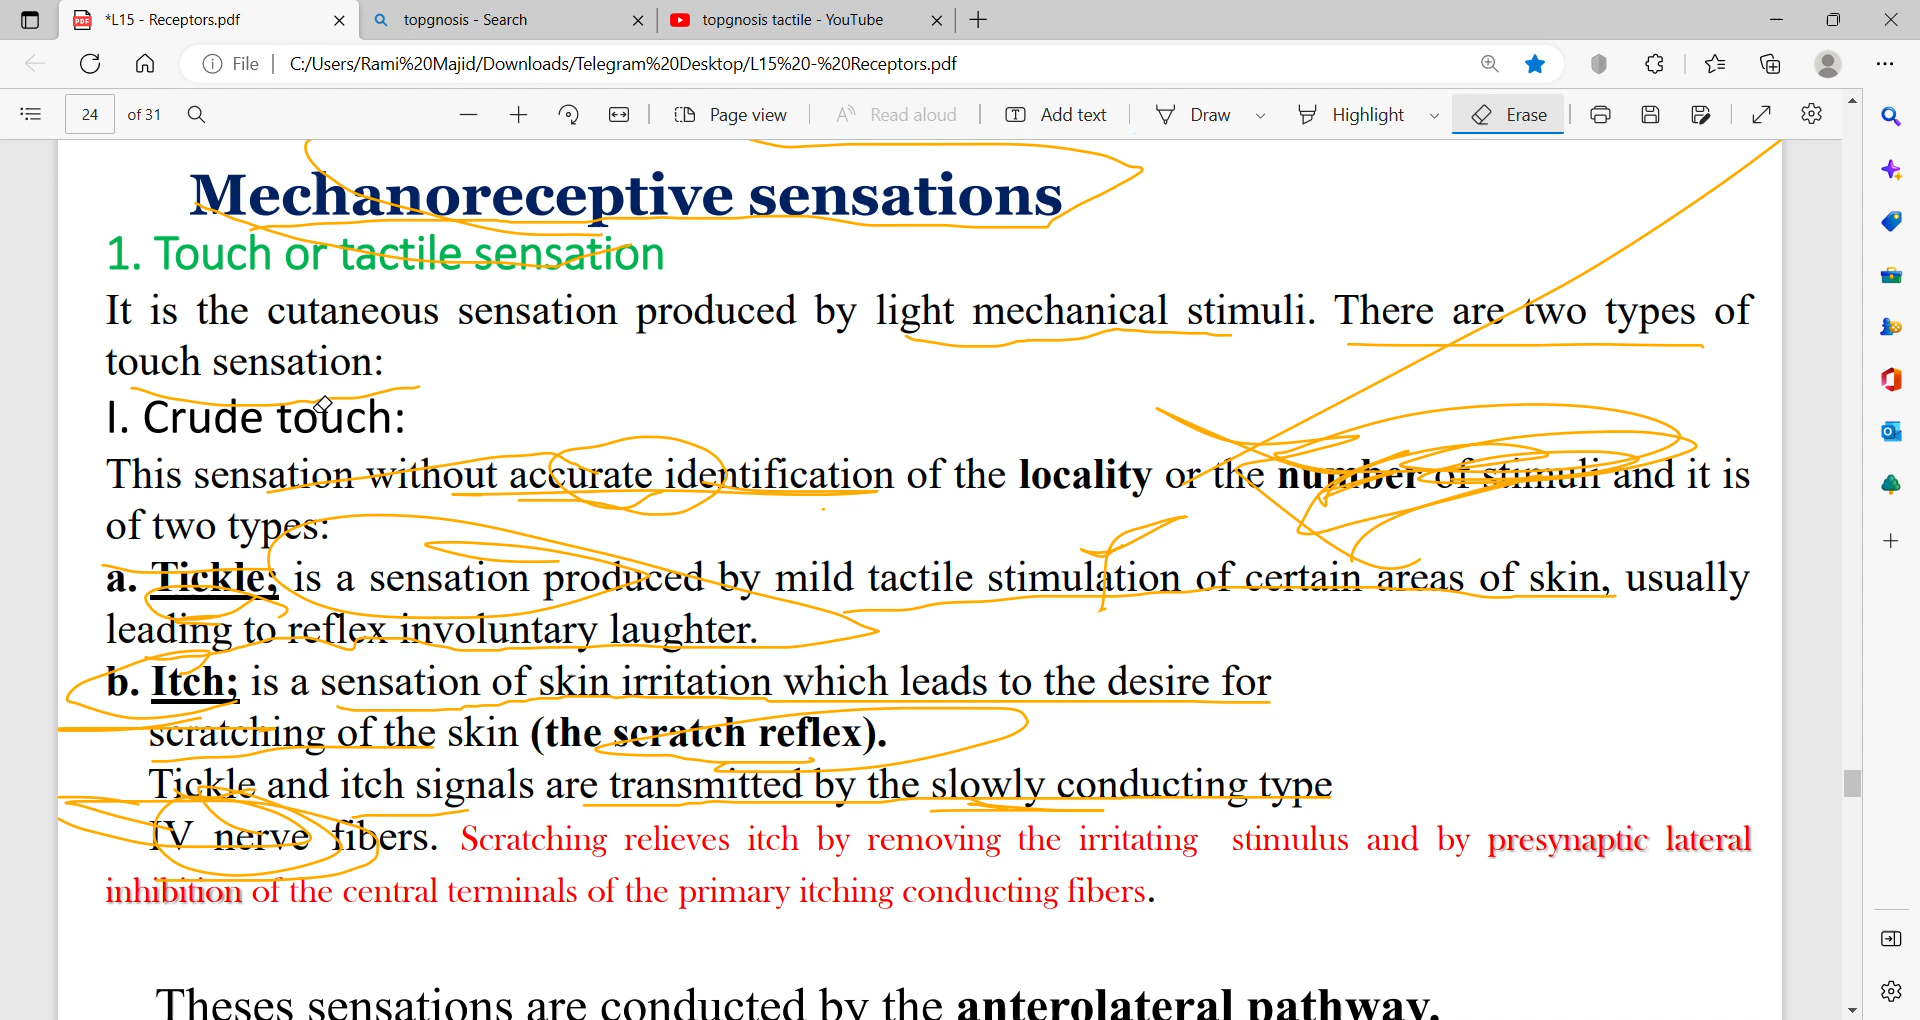 *L15 - Receptors.pdf
topgnosis - Search
topgnosis tactile - YouTube
File
C:/Users/Rami%20Majid/Downloads/Telegram%20Desktop/L15%20-%20Receptors.pdf
24 of 31
Page view
Read aloud
Add text
Draw
Highlight
Erase
Mechanoreceptive sensations
1. Touch or tactile sensation
It is the cutaneous sensation produced by light mechanical stimuli. There are two types of
touch sensation:
I. Crude touch:
This sensation without accurate identification of the locality or the number of stimuli and it is
of two types:
a. Tickle; is a sensation produced by mild tactile stimulation of certain areas of skin, usually
leading to reflex involuntary laughter.
b. Itch; is a sensation of skin irritation which leads to the desire for
scratching of the skin (the scratch reflex).
Tickle and itch signals are transmitted by the slowly conducting type
IV nerve fibers. Scratching relieves itch by removing the irritating stimulus and by presynaptic lateral
inhibition of the central terminals of the primary itching conducting fibers.
Theses sensations are conducted by the anterolateral pathway.